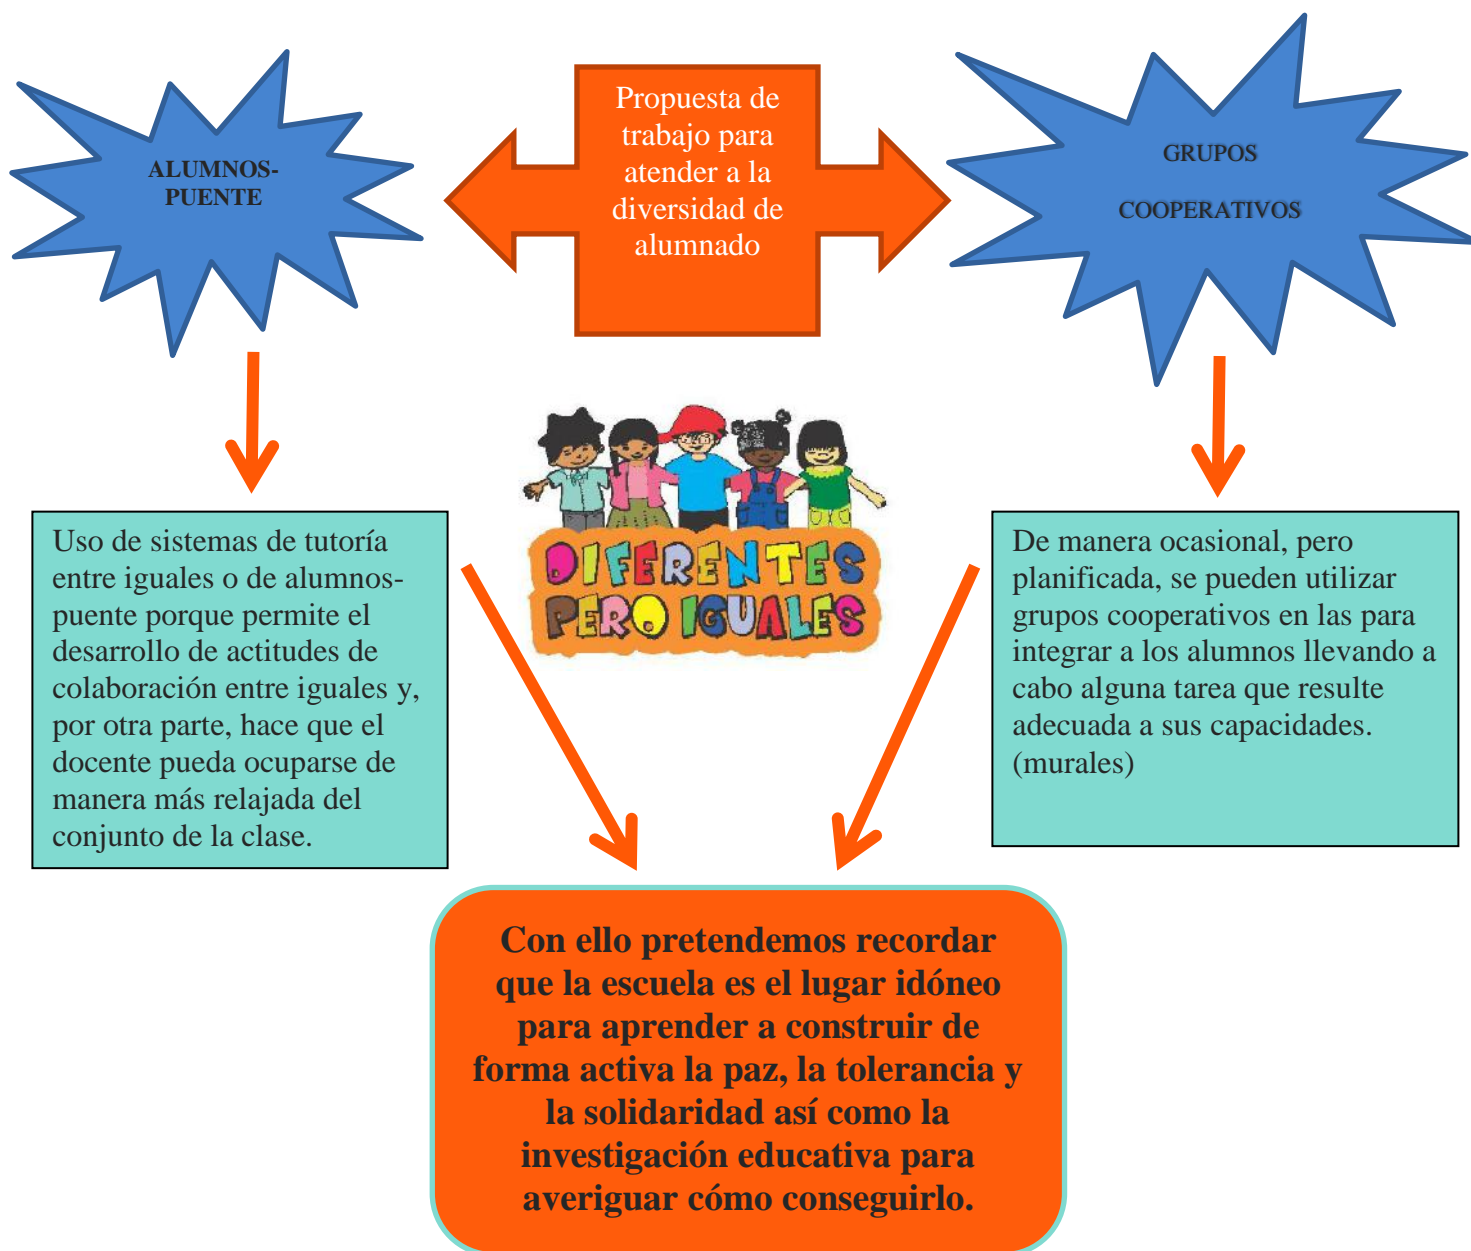 Propuesta de
trabajo para
atender a la
diversidad de
alumnado
ALUMNOS-
PUENTE
GRUPOS
COOPERATIVOS
DIFERENTES
PERO IGUALES
Uso de sistemas de tutoría
entre iguales o de alumnos-
puente porque permite el
desarrollo de actitudes de
colaboración entre iguales y,
por otra parte, hace que el
docente pueda ocuparse de
manera más relajada del
conjunto de la clase.
De manera ocasional, pero
planificada, se pueden utilizar
grupos cooperativos en las para
integrar a los alumnos llevando a
cabo alguna tarea que resulte
adecuada a sus capacidades.
(murales)
Con ello pretendemos recordar
que la escuela es el lugar idóneo
para aprender a construir de
forma activa la paz, la tolerancia y
la solidaridad así como la
investigación educativa para
averiguar cómo conseguirlo.